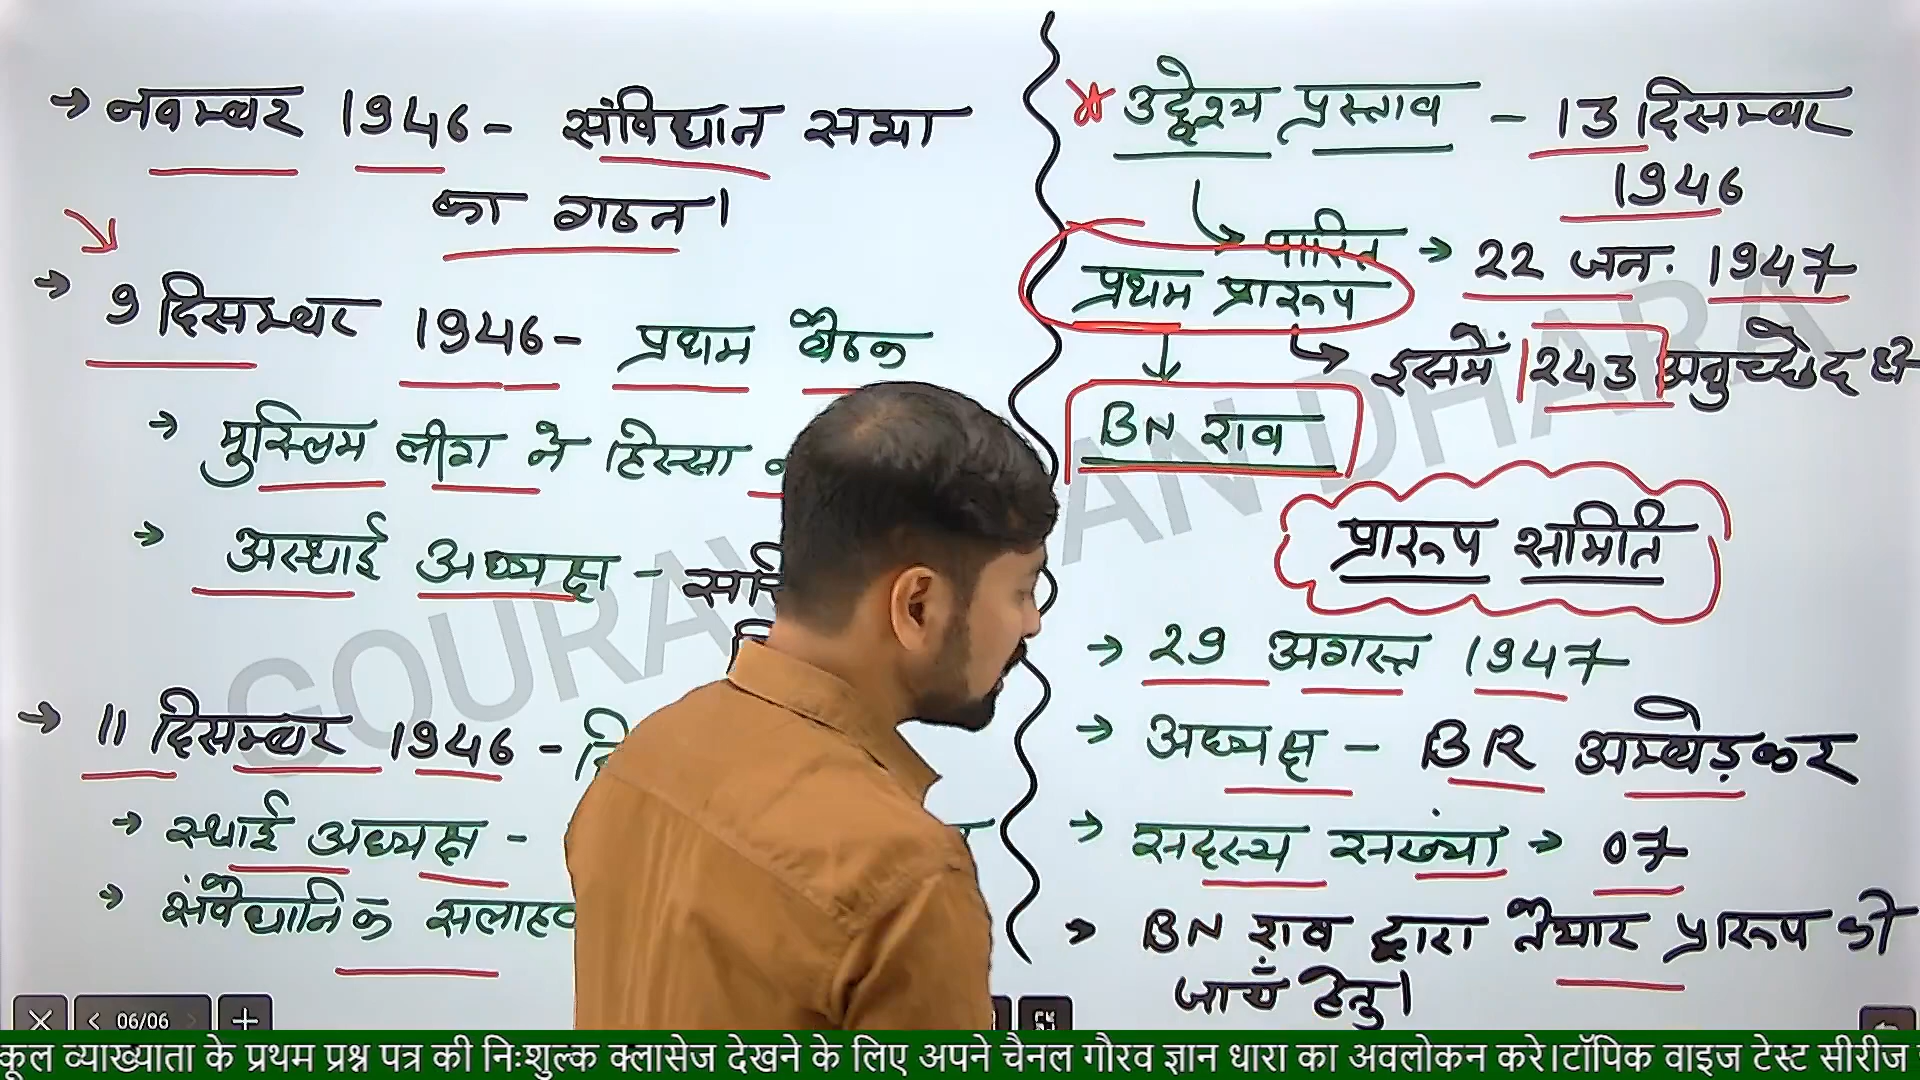 → नवम्बर 1946 - संविधान सभा
का गठन।
→ 9 दिसम्बर 1946 - प्रथम बैठक
→ मुस्लिम लीग ने हिस्सा
→ अस्थाई अध्यक्ष -
→ 11 दिसम्बर 1946 -
→ स्थाई अध्यक्ष -
→ संवैधानिक
उद्देश्य प्रस्ताव - 13 दिसम्बर
1946
पारित → 22 जन. 1947
प्रथम प्रारूप
इसमें 243 अनुच्छेद थे
BN राव
प्रारूप समिति
→ 29 अगस्त 1947
→ अध्यक्ष - BR अम्बेड़कर
→ सदस्य सख्ंया → 07
→ BN राव द्वारा तैयार प्रारूप की
जाचँ हेतु।
GOURAV DHARA
06/06
कूल व्याख्याता के प्रथम प्रश्न पत्र की निःशुल्क क्लासेज देखने के लिए अपने चैनल गौरव ज्ञान धारा का अवलोकन करे।टॉपिक वाइज टेस्ट सीरीज